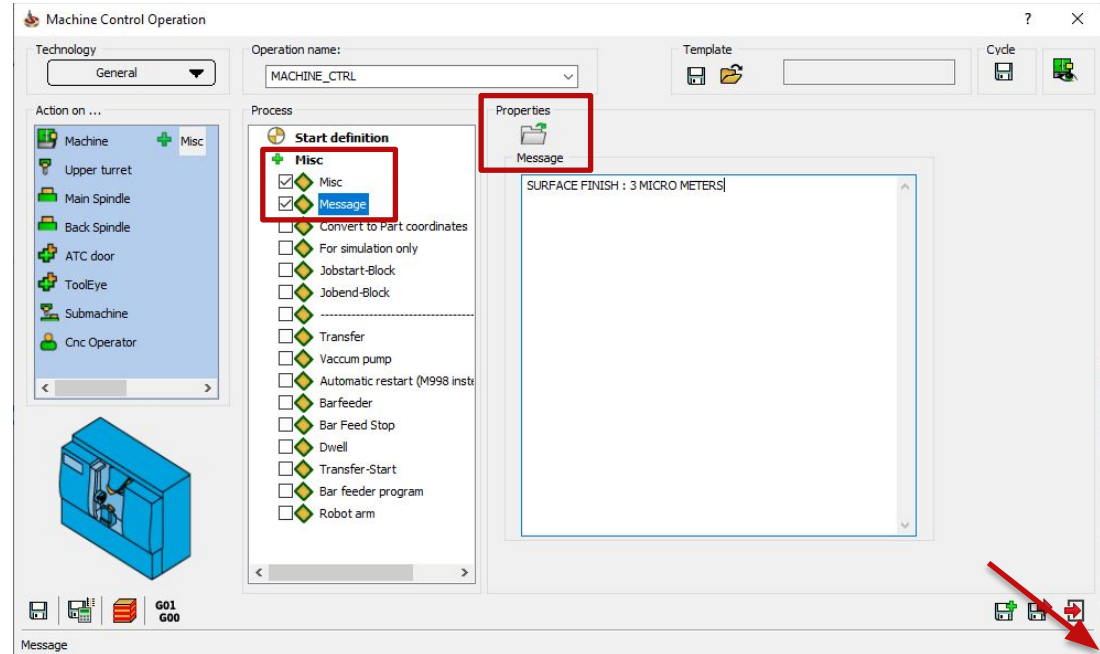 Machine Control Operation
?
Technology
General
Operation name:
MACHINE_CTRL
Template
Cycle
Action on ...
Machine
Misc
Upper turret
Main Spindle
Back Spindle
ATC door
ToolEye
Submachine
Cnc Operator
Process
Start definition
Misc
Misc
Message
Convert to Part coordinates
For simulation only
Jobstart-Block
Jobend-Block
-----------------------------------
Transfer
Vaccum pump
Automatic restart (M998 inste
Barfeeder
Bar Feed Stop
Dwell
Transfer-Start
Bar feeder program
Robot arm
Properties
Message
SURFACE FINISH : 3 MICRO METERS
G01
G00
Message